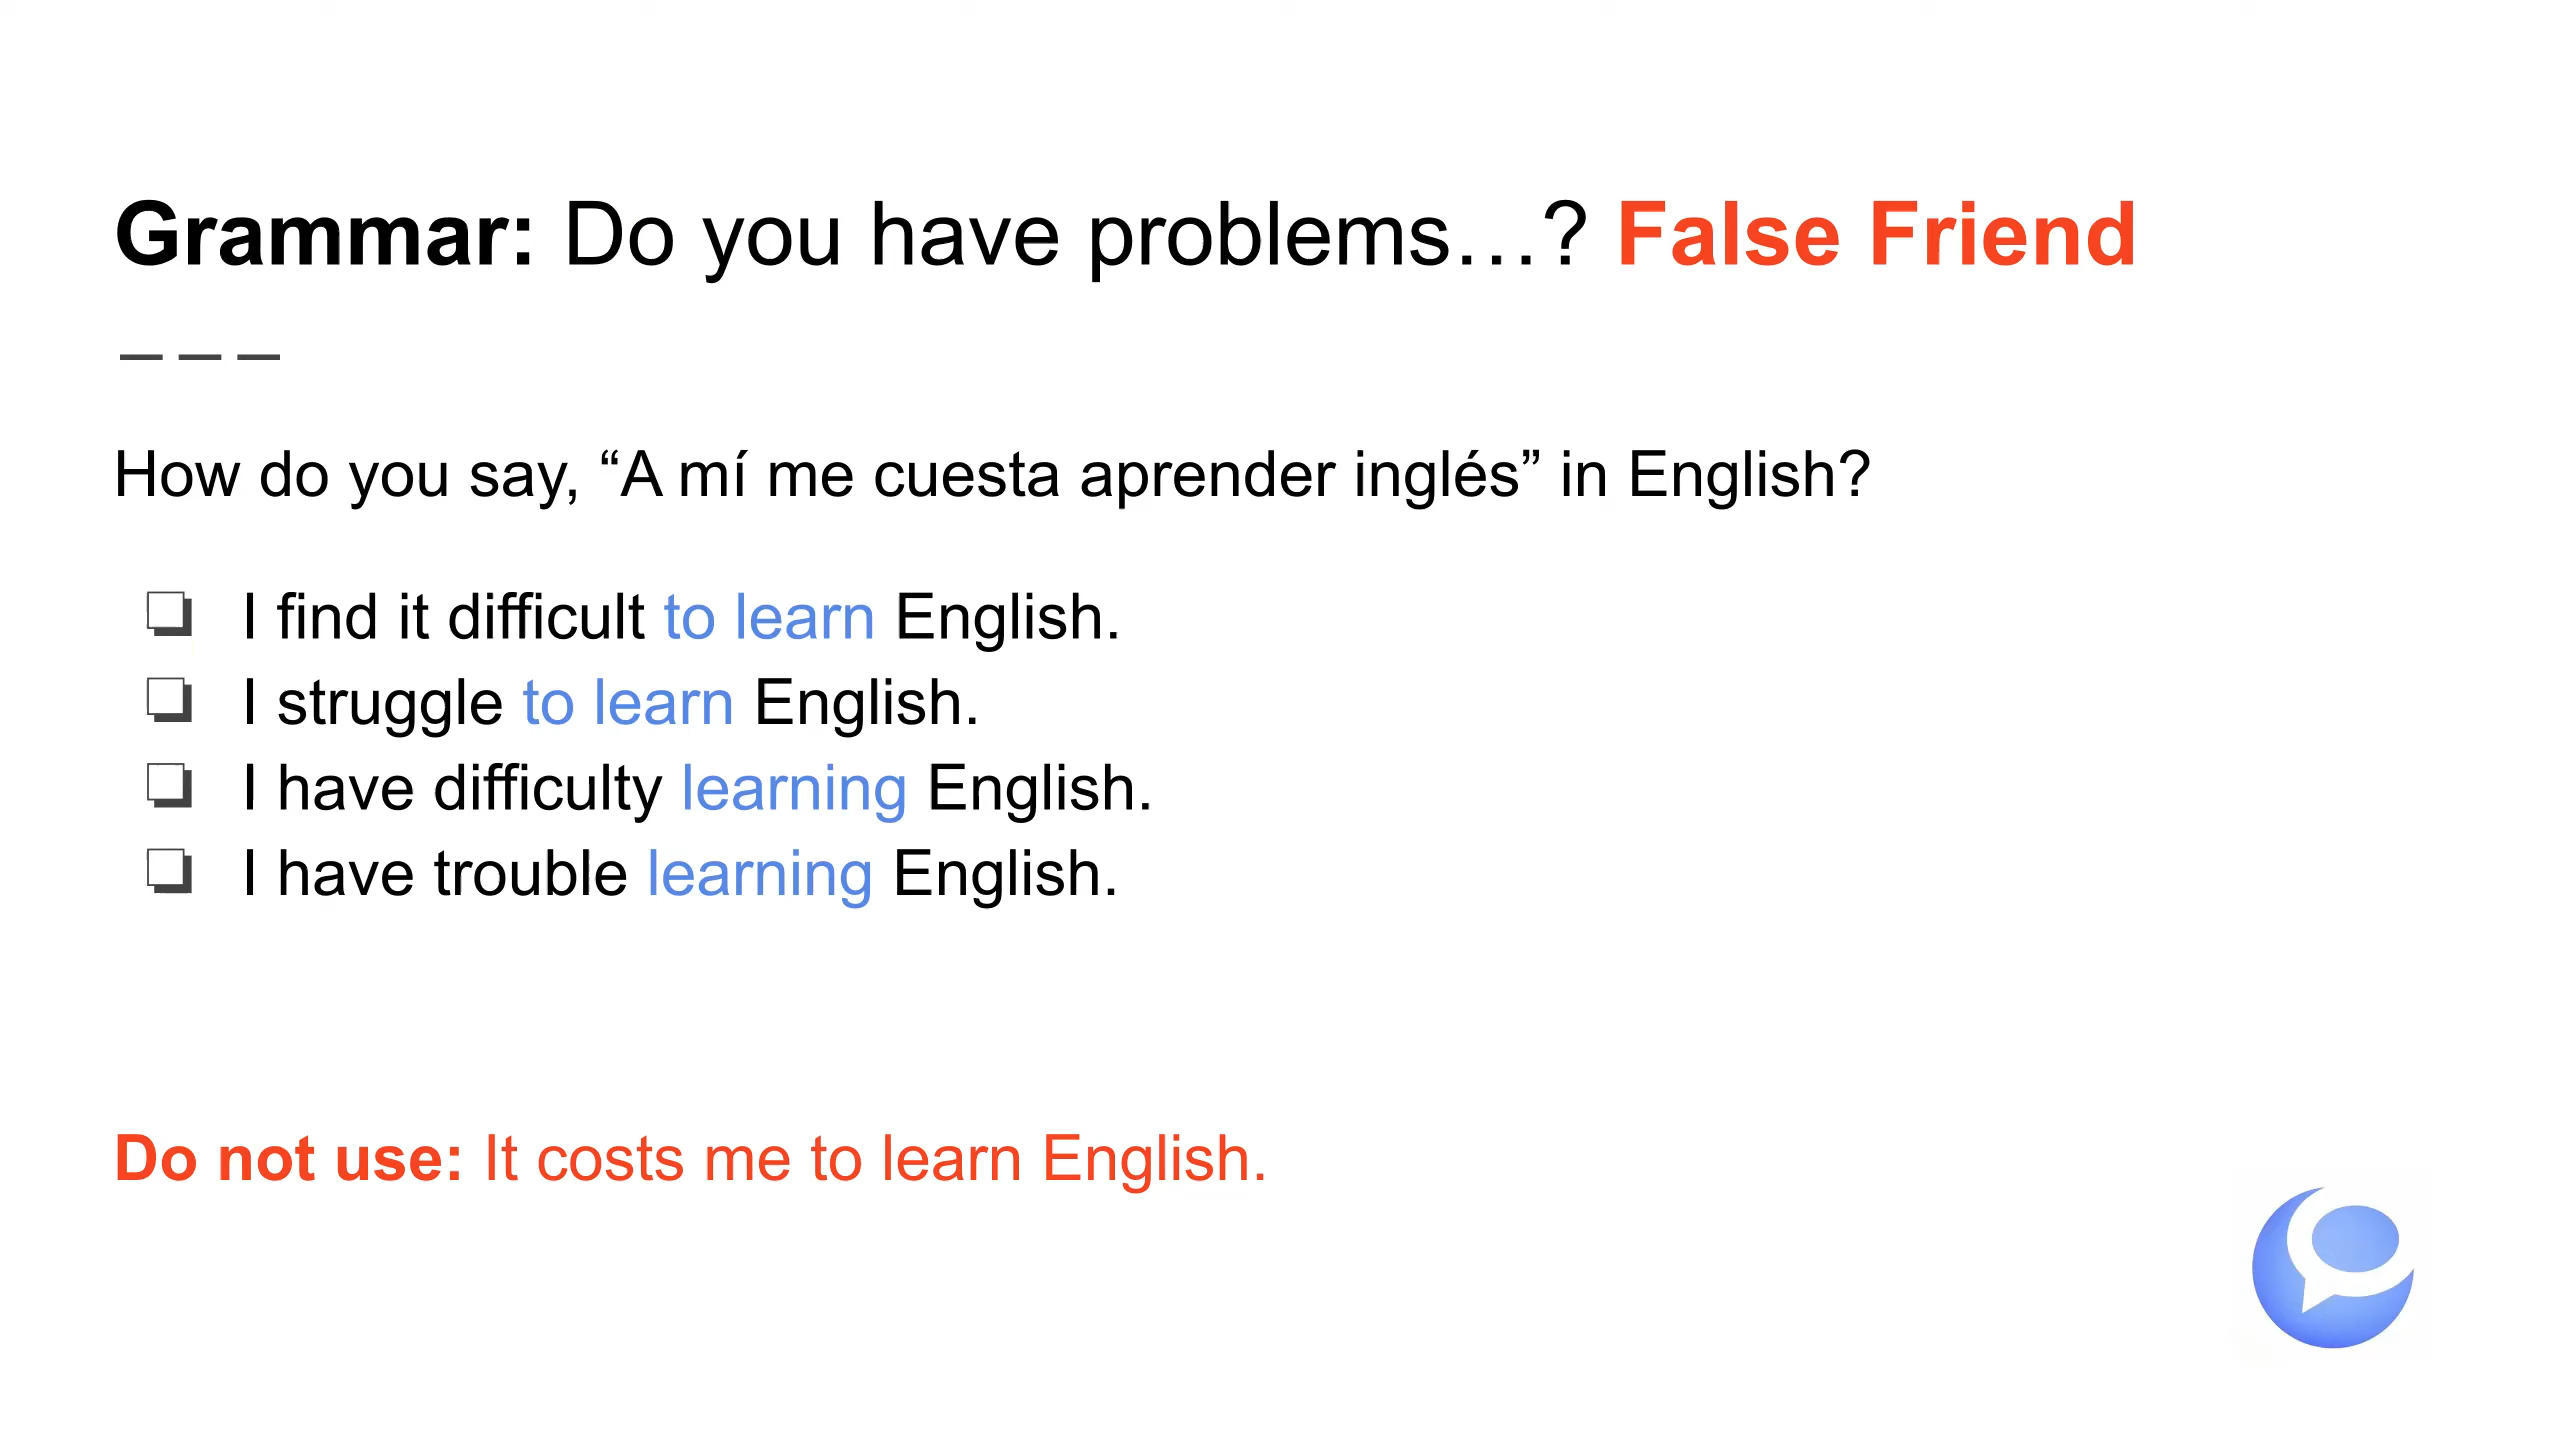 Grammar: Do you have problems…? False Friend
How do you say, “A mí me cuesta aprender inglés” in English?
I find it difficult to learn English.
I struggle to learn English.
I have difficulty learning English.
I have trouble learning English.
Do not use: It costs me to learn English.